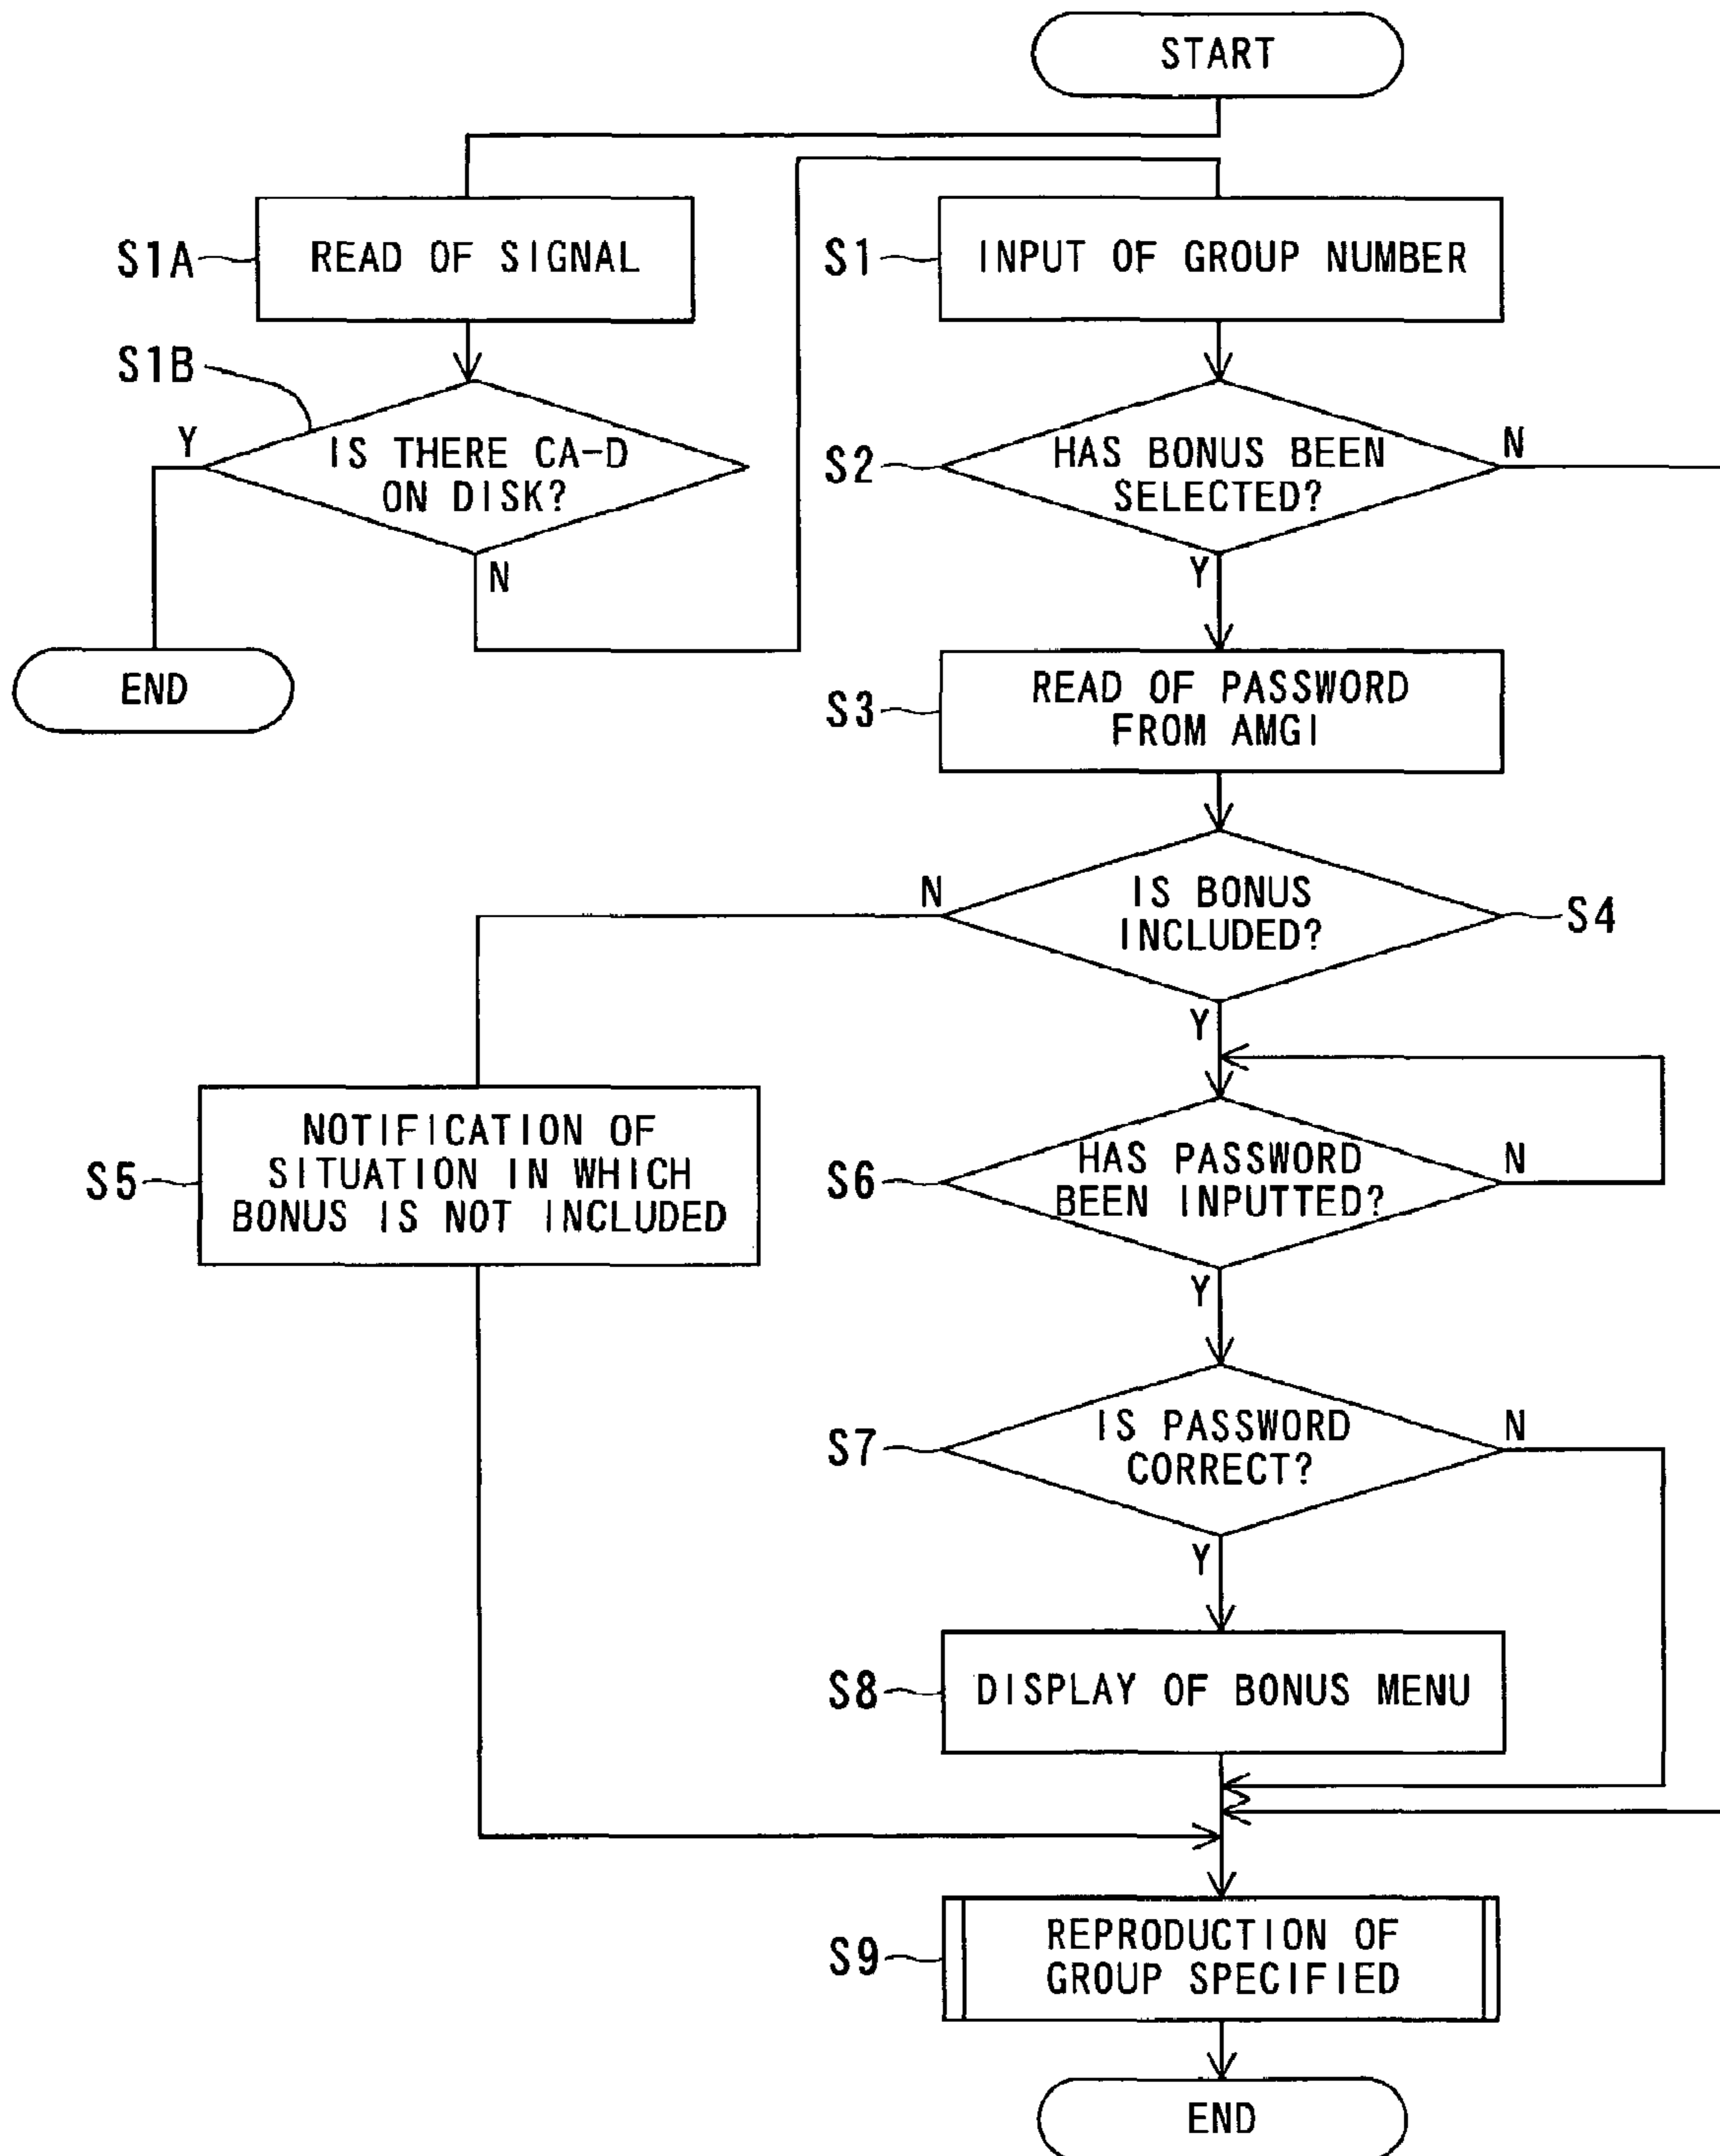 START
S1A
READ OF SIGNAL
S1
INPUT OF GROUP NUMBER
S1B
Y
IS THERE CA-D
ON DISK?
N
END
S2
HAS BONUS BEEN
SELECTED?
N
Y
S3
READ OF PASSWORD
FROM AMGI
N
IS BONUS
INCLUDED?
S4
Y
S5
NOTIFICATION OF
SITUATION IN WHICH
BONUS IS NOT INCLUDED
S6
HAS PASSWORD
BEEN INPUTTED?
N
Y
S7
IS PASSWORD
CORRECT?
N
Y
S8
DISPLAY OF BONUS MENU
S9
REPRODUCTION OF
GROUP SPECIFIED
END